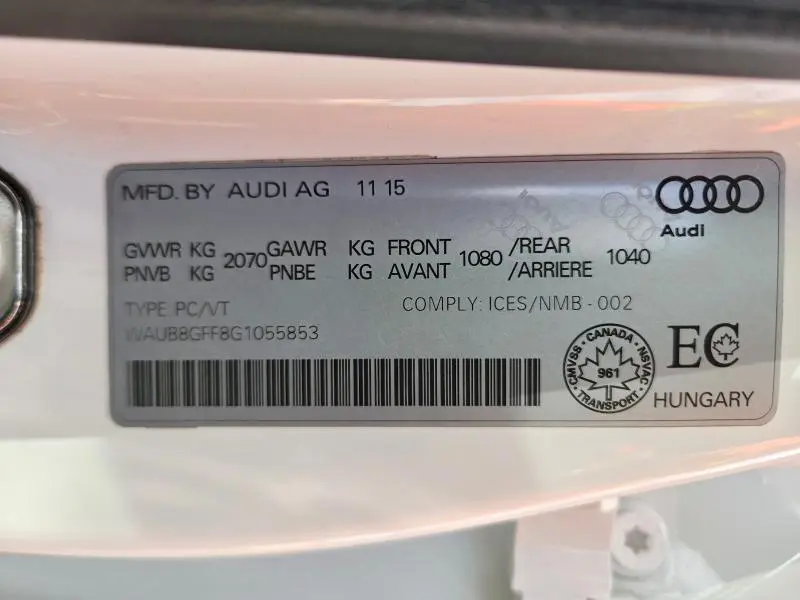 MFD. BY AUDI AG 11 15
Audi
GVWR KG 2070 GAWR KG FRONT 1080 /REAR 1040
PNVB KG PNBE KG AVANT /ARRIERE
TYPE PC/VT COMPLY: ICES/NMB - 002
WAUB8GFF8G1055853
CMVSS · CANADA · NSVAC
961
TRANSPORT
EC
HUNGARY